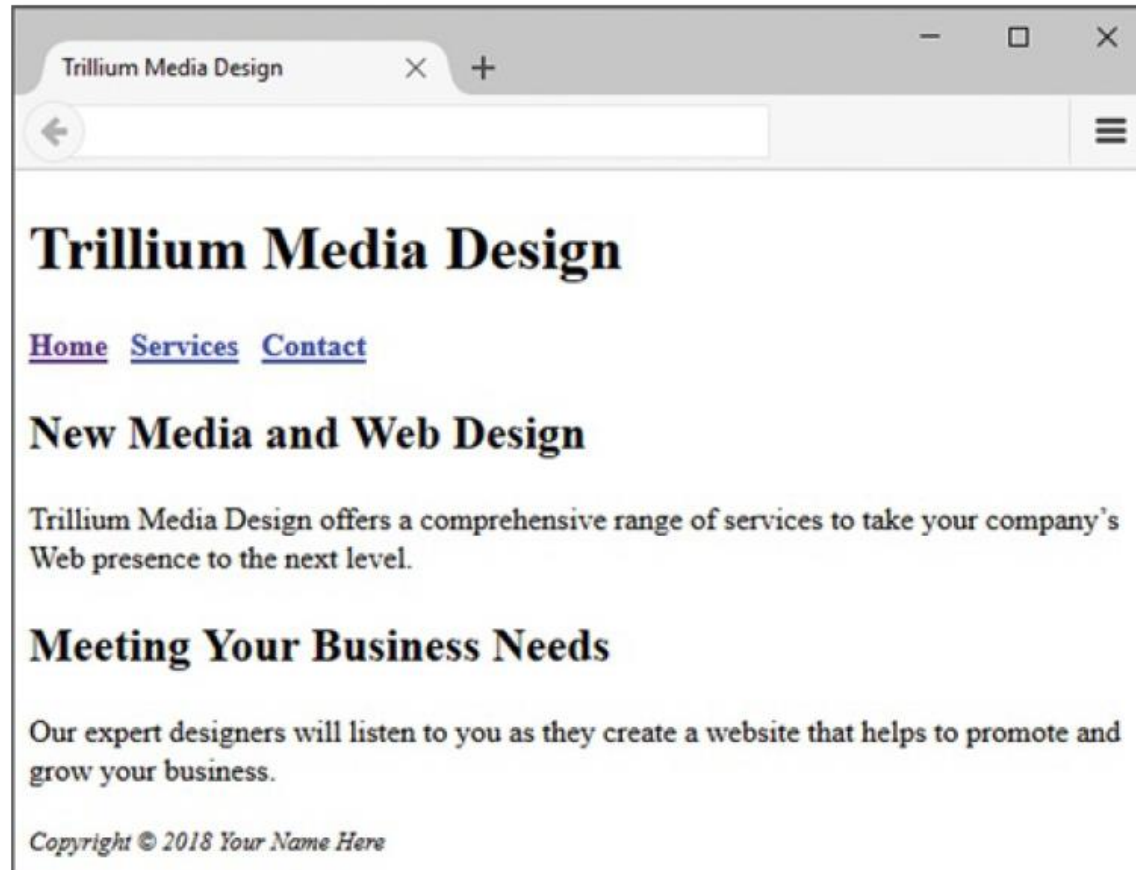 Trillium Media Design
Trillium Media Design
Home Services Contact
New Media and Web Design
Trillium Media Design offers a comprehensive range of services to take your company’s
Web presence to the next level.
Meeting Your Business Needs
Our expert designers will listen to you as they create a website that helps to promote and
grow your business.
Copyright © 2018 Your Name Here